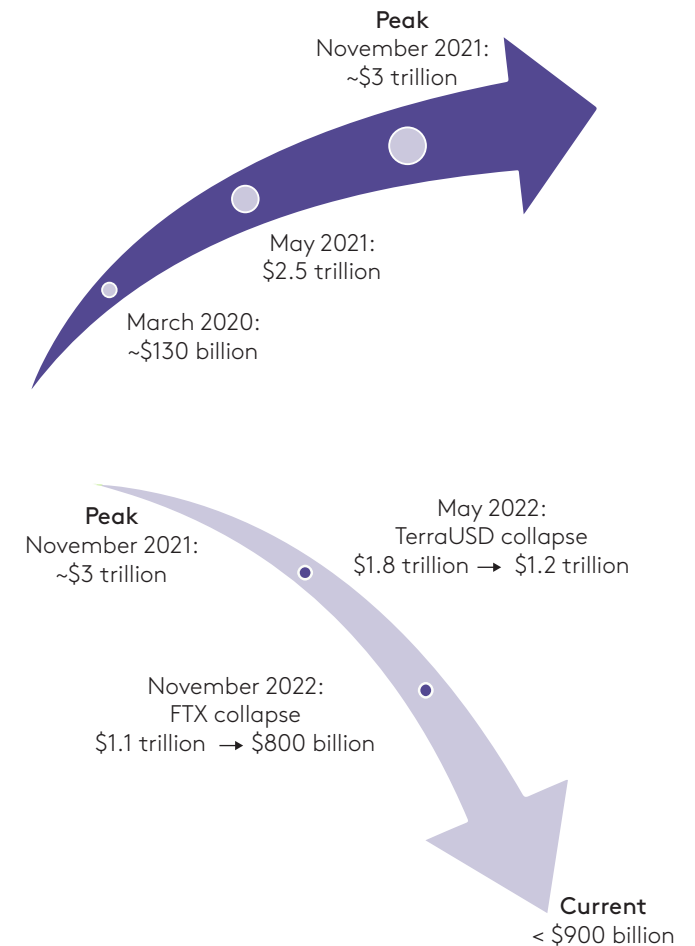 Peak
November 2021:
~$3 trillion
May 2021:
$2.5 trillion
March 2020:
~$130 billion
Peak
November 2021:
~$3 trillion
May 2022:
TerraUSD collapse
$1.8 trillion → $1.2 trillion
November 2022:
FTX collapse
$1.1 trillion → $800 billion
Current
< $900 billion